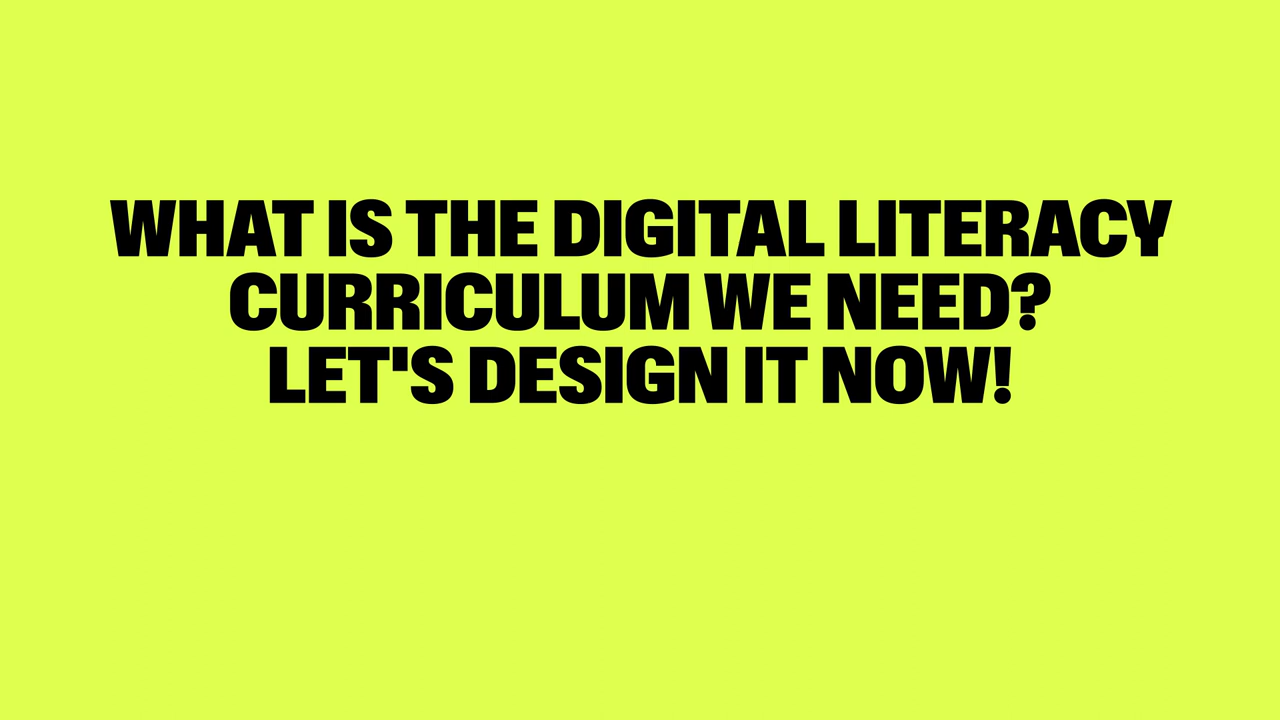 WHAT IS THE DIGITAL LITERACY
CURRICULUM WE NEED?
LET'S DESIGN IT NOW!